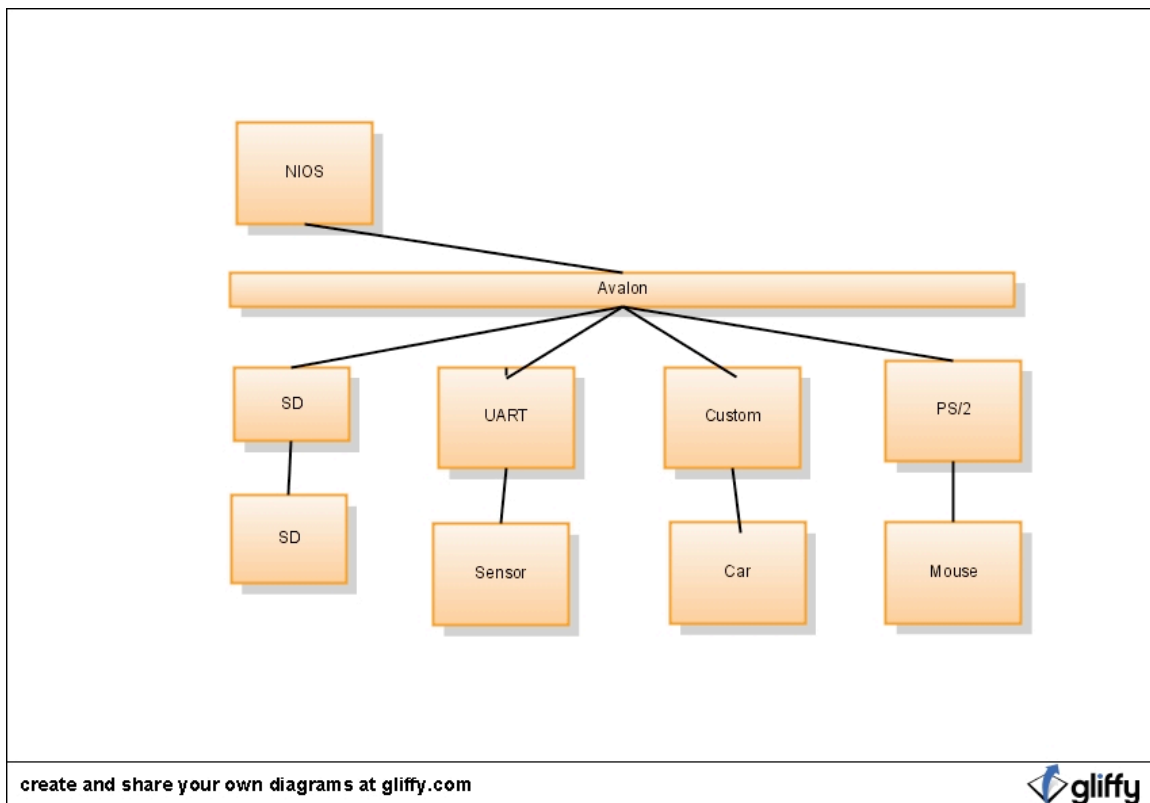 NIOS
Avalon
SD
UART
Custom
PS/2
SD
Sensor
Car
Mouse
create and share your own diagrams at gliffy.com
gliffy